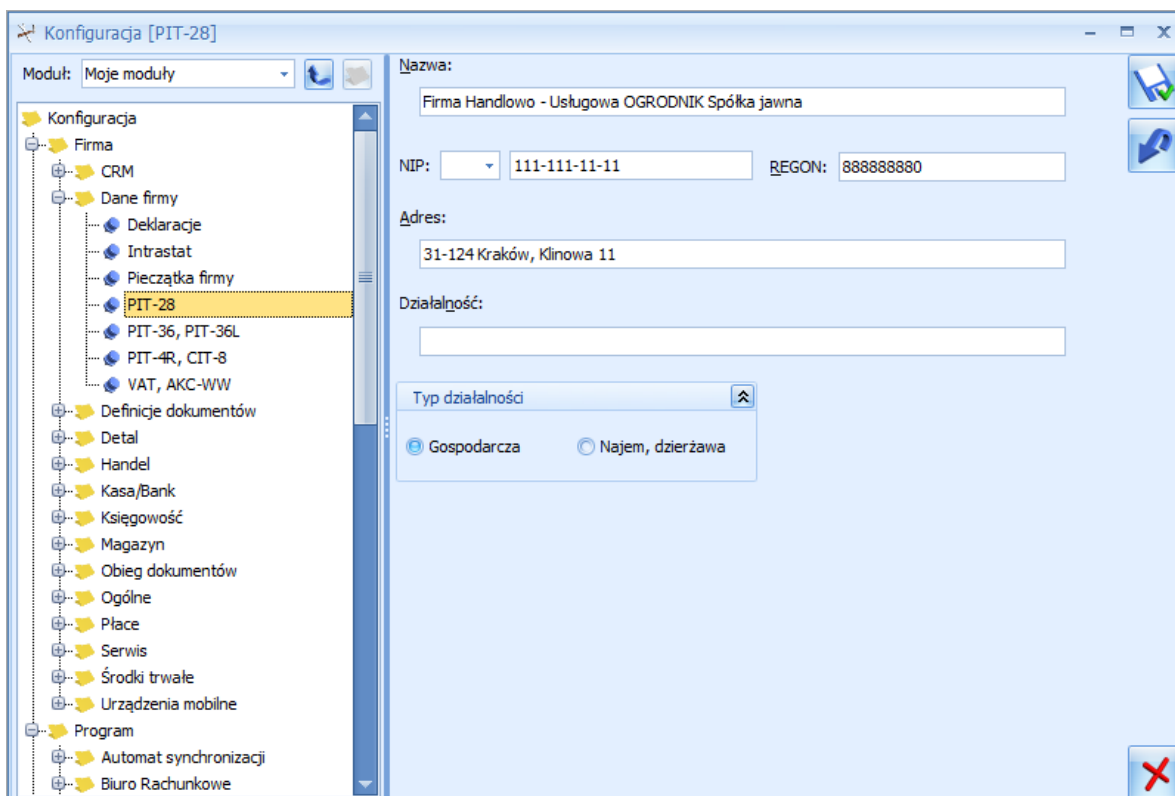 Konfiguracja [PIT-28]
Moduł: Moje moduły
Konfiguracja
Firma
CRM
Dane firmy
Deklaracje
Intrastat
Pieczątka firmy
PIT-28
PIT-36, PIT-36L
PIT-4R, CIT-8
VAT, AKC-WW
Definicje dokumentów
Detal
Handel
Kasa/Bank
Księgowość
Magazyn
Obieg dokumentów
Ogólne
Płace
Serwis
Środki trwałe
Urządzenia mobilne
Program
Automat synchronizacji
Biuro Rachunkowe
Nazwa:
Firma Handlowo - Usługowa OGRODNIK Spółka jawna
NIP: 111-111-11-11 REGON: 888888880
Adres:
31-124 Kraków, Klinowa 11
Działalność:
Typ działalności
Gospodarcza Najem, dzierżawa